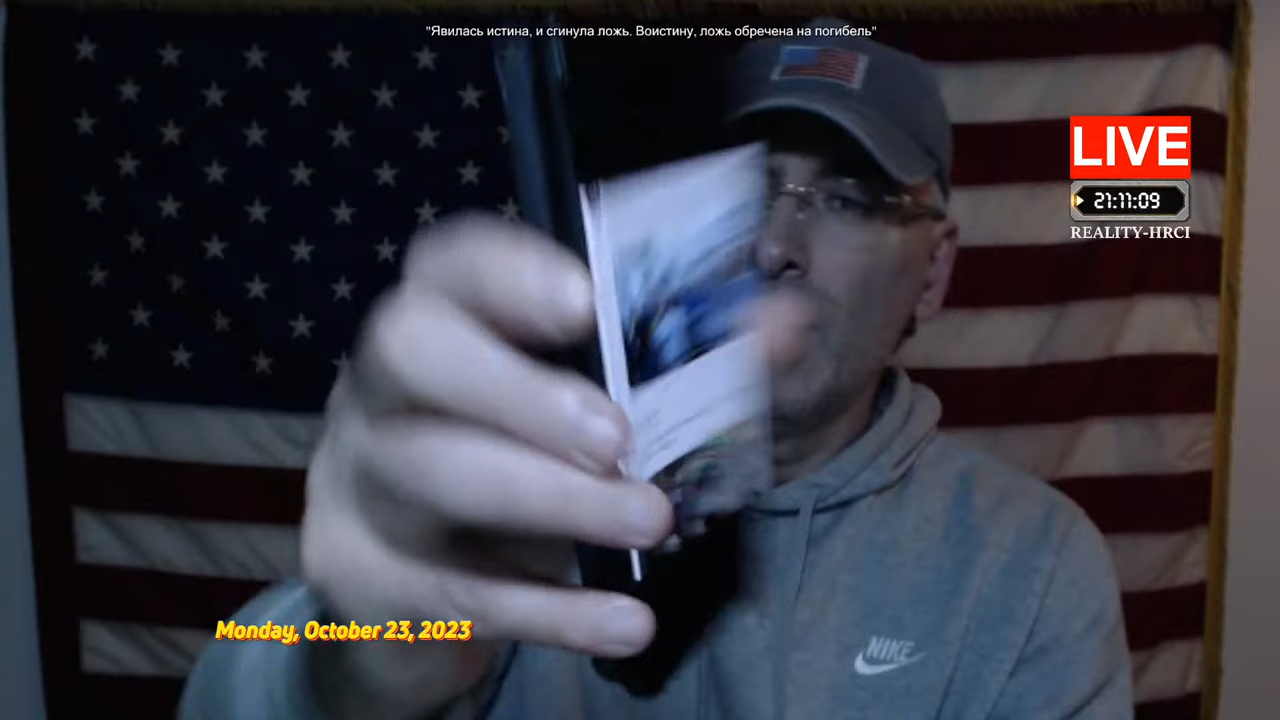 "Явилась истина, и сгинула ложь. Воистину, ложь обречена на погибель"
LIVE
21:11:09
REALITY-HRCI
Monday, October 23, 2023
NIKE